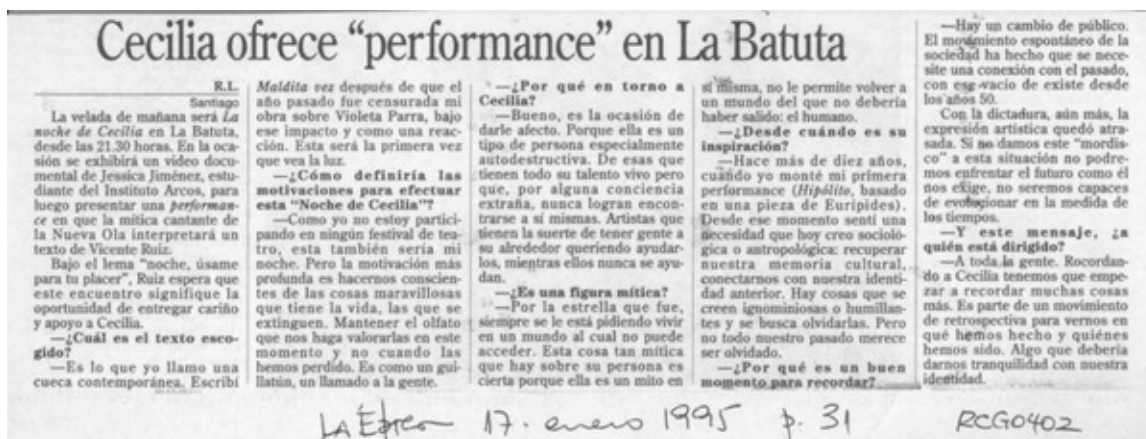 Cecilia ofrece “performance” en La Batuta
R.L.
Santiago
La velada de mañana será La
noche de Cecilia en La Batuta,
desde las 21.30 horas. En la oca-
sión se exhibirá un video docu-
mental de Jessica Jiménez, estu-
diante del Instituto Arcos, para
luego presentar una performan-
ce en que la mítica cantante de
la Nueva Ola interpretará un
texto de Vicente Ruiz.
Bajo el lema “noche, úsame
para tu placer”, Ruiz espera que
este encuentro signifique la
oportunidad de entregar cariño
y apoyo a Cecilia.
—¿Cuál es el texto esco-
gido?
—Es lo que yo llamo una
cueca contemporánea. Escribí
Maldita vez después de que el
año pasado fue censurada mi
obra sobre Violeta Parra, bajo
ese impacto y como una reac-
ción. Esta será la primera vez
que vea la luz.
—¿Cómo definiría las
motivaciones para efectuar
esta “Noche de Cecilia”?
—Como yo no estoy partici-
pando en ningún festival de tea-
tro, esta también sería mi
noche. Pero la motivación más
profunda es hacernos conscien-
tes de las cosas maravillosas
que tiene la vida, las que se
extinguen. Mantener el olfato
que nos haga valorarlas en este
momento y no cuando las
hemos perdido. Es como un gui-
llatún, un llamado a la gente.
—¿Por qué en torno a
Cecilia?
—Bueno, es la ocasión de
darle afecto. Porque ella es un
tipo de persona especialmente
autodestructiva. De esas que
tienen todo su talento vivo pero
que, por alguna conciencia
extraña, nunca logran encon-
trarse a sí mismas. Artistas que
tienen la suerte de tener gente a
su alrededor queriendo ayudar-
los, mientras ellos nunca se ayu-
dan.
—¿Es una figura mítica?
—Por la estrella que fue,
siempre se le está pidiendo vivir
en un mundo al cual no puede
acceder. Esta cosa tan mítica
que hay sobre su persona es
cierta porque ella es un mito en
sí misma, no le permite volver a
un mundo del que no debería
haber salido: el humano.
—¿Desde cuándo es su
inspiración?
—Hace más de diez años,
cuando yo monté mi primera
performance (Hipólito, basado
en una pieza de Eurípides).
Desde ese momento sentí una
necesidad que hoy creo socioló-
gica o antropológica: recuperar
nuestra memoria cultural,
conectarnos con nuestra identi-
dad anterior. Hay cosas que se
creen ignominiosas o humillan-
tes y se busca olvidarlas. Pero
no todo nuestro pasado merece
ser olvidado.
—¿Por qué es un buen
momento para recordar?
—Hay un cambio de público.
El movimiento espontáneo de la
sociedad ha hecho que se nece-
site una conexión con el pasado,
con ese vacío de existe desde
los años 50.
Con la dictadura, aún más, la
expresión artística quedó atra-
sada. Si no damos este “mordis-
co” a esta situación no podre-
mos enfrentar el futuro como él
nos exige, no seremos capaces
de evolucionar en la medida de
los tiempos.
—Y este mensaje, ¿a
quién está dirigido?
—A toda la gente. Recordan-
do a Cecilia tenemos que empe-
zar a recordar muchas cosas
más. Es parte de un movimiento
de retrospectiva para vernos en
qué hemos hecho y quiénes
hemos sido. Algo que debería
darnos tranquilidad con nuestra
identidad.
LA Época 17. enero 1995 p. 31 RCG0402